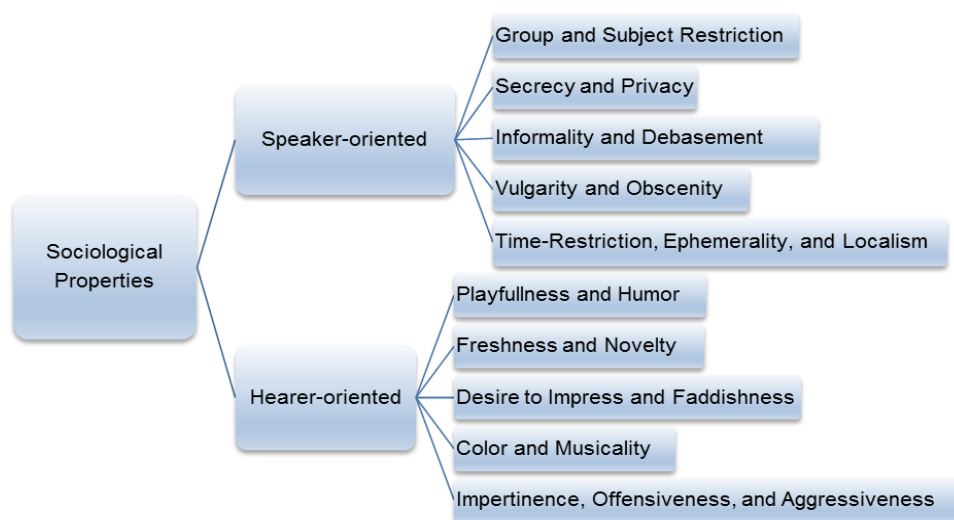 Sociological
Properties
Speaker-oriented
Group and Subject Restriction
Secrecy and Privacy
Informality and Debasement
Vulgarity and Obscenity
Time-Restriction, Ephemerality, and Localism
Hearer-oriented
Playfullness and Humor
Freshness and Novelty
Desire to Impress and Faddishness
Color and Musicality
Impertinence, Offensiveness, and Aggressiveness